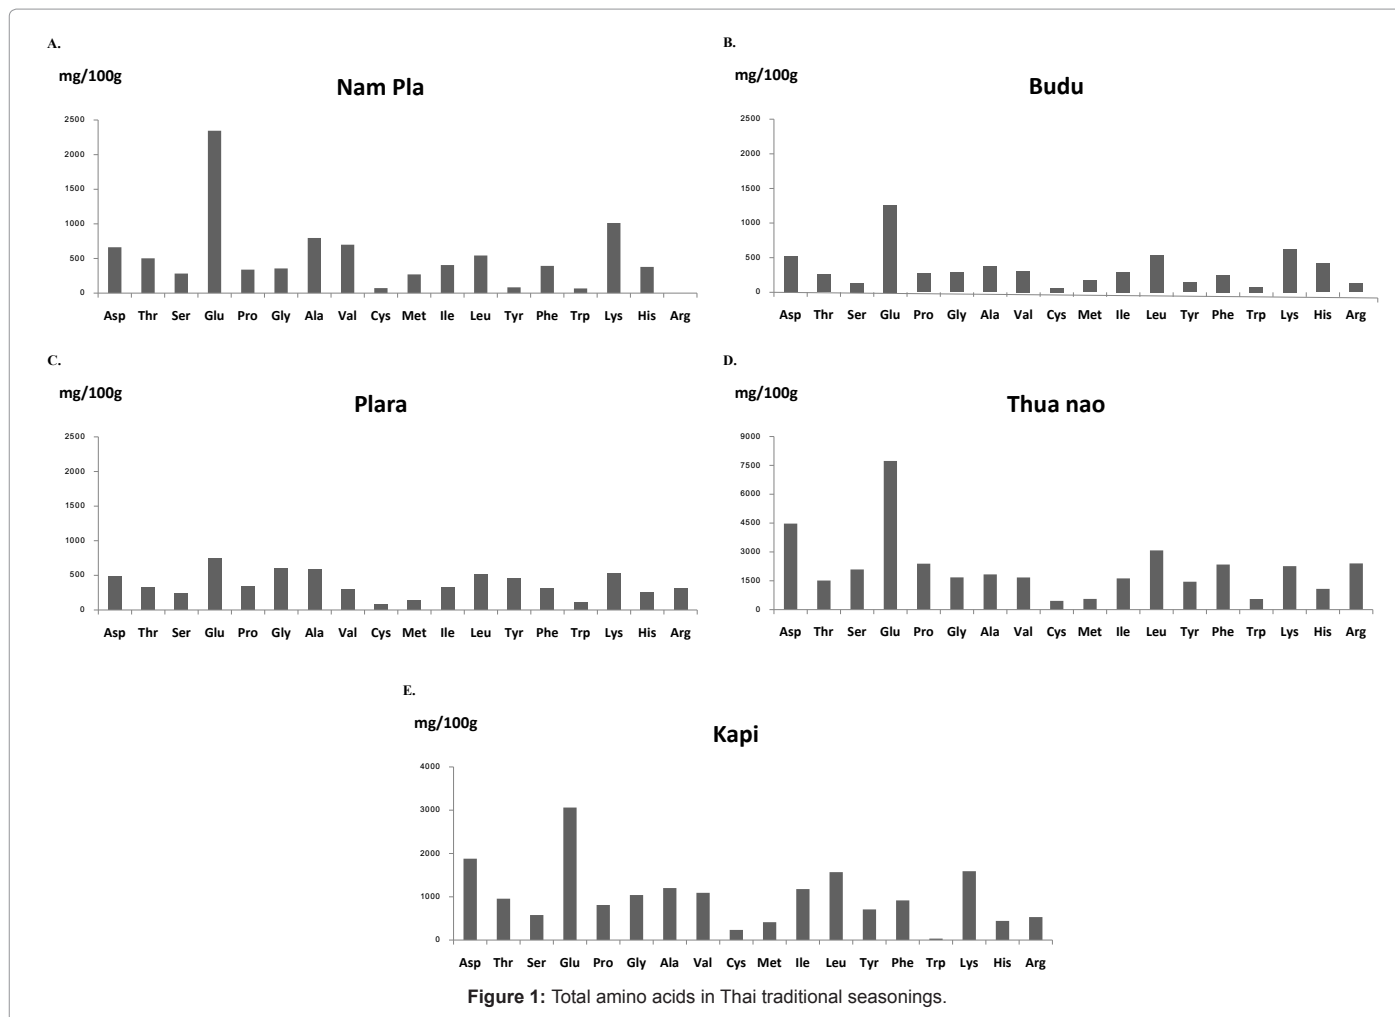 A.
mg/100g
Nam Pla
2500
2000
1500
1000
500
0
Asp Thr Ser Glu Pro Gly Ala Val Cys Met Ile Leu Tyr Phe Trp Lys His Arg
B.
mg/100g
Budu
2500
2000
1500
1000
500
0
Asp Thr Ser Glu Pro Gly Ala Val Cys Met Ile Leu Tyr Phe Trp Lys His Arg
C.
mg/100g
Plara
2500
2000
1500
1000
500
0
Asp Thr Ser Glu Pro Gly Ala Val Cys Met Ile Leu Tyr Phe Trp Lys His Arg
D.
mg/100g
Thua nao
9000
7500
6000
4500
3000
1500
0
Asp Thr Ser Glu Pro Gly Ala Val Cys Met Ile Leu Tyr Phe Trp Lys His Arg
E.
mg/100g
Kapi
4000
3000
2000
1000
0
Asp Thr Ser Glu Pro Gly Ala Val Cys Met Ile Leu Tyr Phe Trp Lys His Arg
Figure 1: Total amino acids in Thai traditional seasonings.